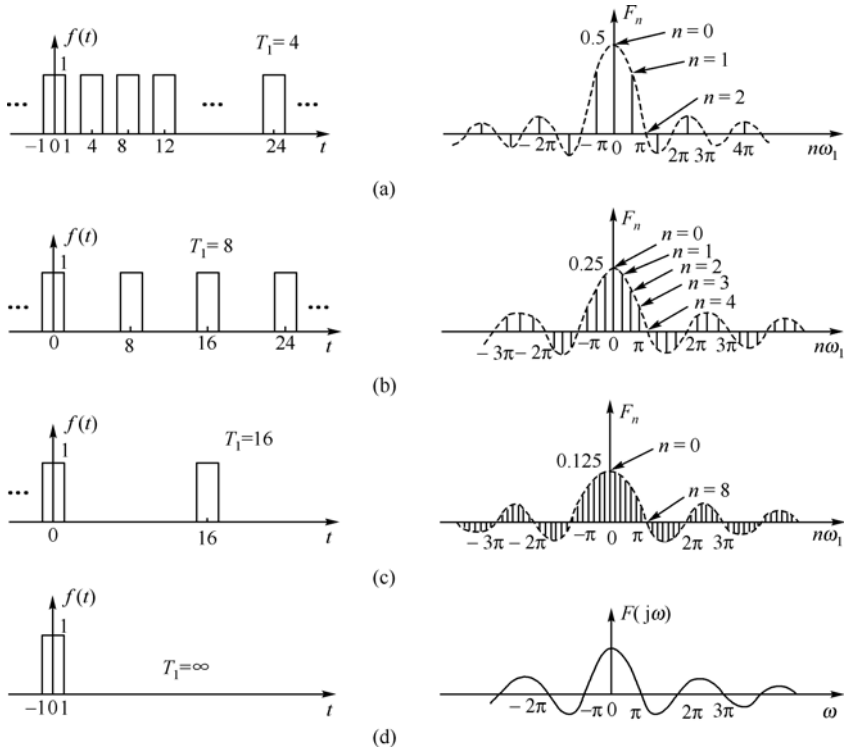 f(t)
T₁ = 4
1
...
...
...
−1 0 1 4 8 12 24 t
Fₙ
0.5
n = 0
n = 1
n = 2
−2π −π 0 π 2π 3π 4π nω₁
(a)
f(t)
T₁ = 8
1
...
...
0 8 16 24 t
Fₙ
0.25
n = 0
n = 1
n = 2
n = 3
n = 4
−3π −2π −π 0 π 2π 3π nω₁
(b)
f(t)
T₁=16
1
...
0 16 t
Fₙ
0.125
n = 0
n = 8
−3π −2π −π 0 π 2π 3π nω₁
(c)
f(t)
1
T₁=∞
−1 0 1 t
F(jω)
−2π −π 0 π 2π 3π ω
(d)